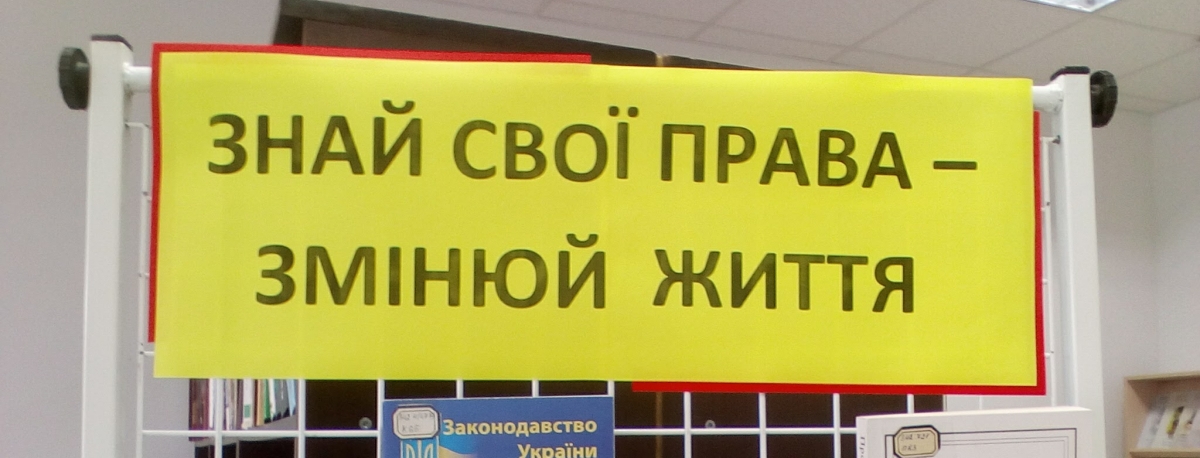 ЗНАЙ СВОЇ ПРАВА –
ЗМІНЮЙ ЖИТТЯ
Законодавство
України